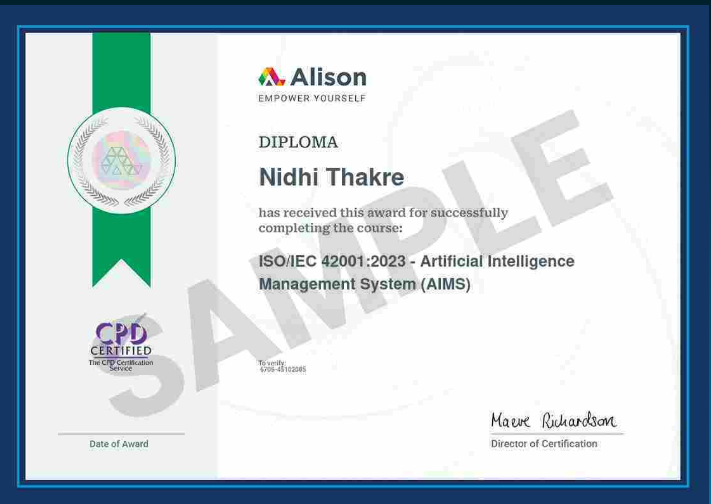 Alison
EMPOWER YOURSELF
DIPLOMA
Nidhi Thakre
has received this award for successfully
completing the course:
ISO/IEC 42001:2023 - Artificial Intelligence
Management System (AIMS)
SAMPLE
CPD
CERTIFIED
The CPD Certification
Service
To verify:
6705-45102085
Maeve Richardson
Date of Award
Director of Certification